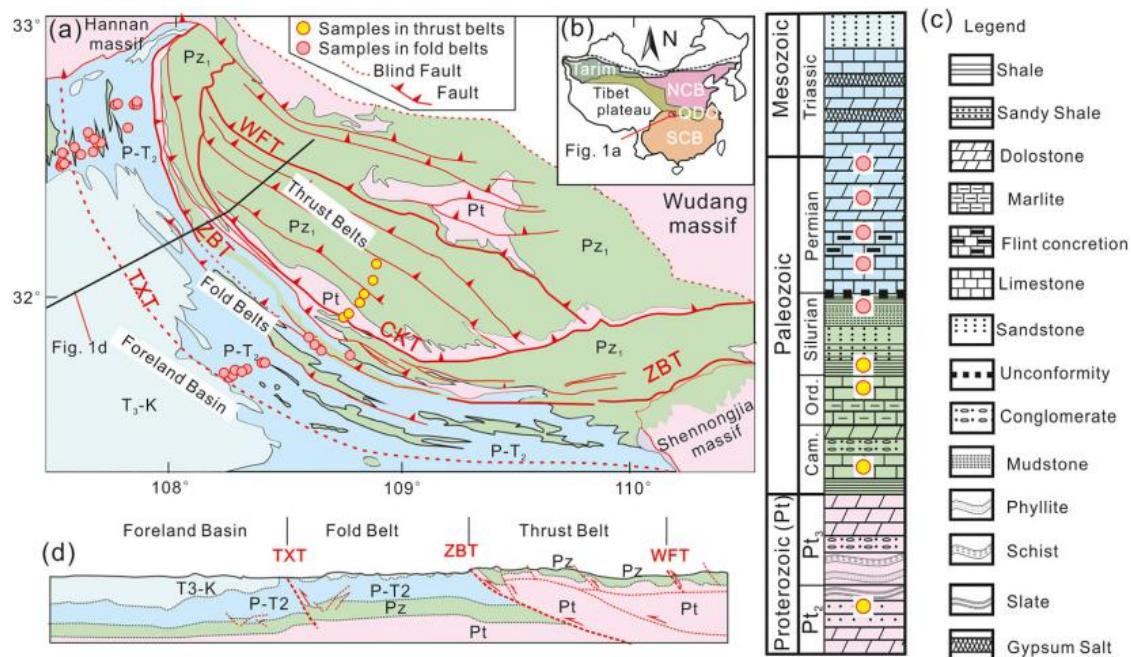 33°
(a)
Hannan
massif
Pz₁
Samples in thrust belts
Samples in fold belts
Blind Fault
Fault
(b)
N
Tarim
NCB
Tibet
plateau
QDO
SCB
Fig. 1a
P-T₂
WFT
Thrust Belts
Pt
Wudang
massif
ZBT
Pz₁
Pz₁
TXT
32°
Pt
Fold Belts
CKT
Fig. 1d
P-T₂
Pz₁
ZBT
Foreland Basin
T₃-K
Shennongjia
massif
P-T₂
108
109
110
Foreland Basin
Fold Belt
Thrust Belt
(d)
TXT
ZBT
WFT
T3-K
Pz
Pz
P-T2
P-T2
Pz
Pt
Pt
Pt
Mesozoic
Triassic
Paleozoic
Permian
Silurian
Ord.
Cam.
Proterozoic (Pt)
Pt₃
Pt₂
(c)
Legend
Shale
Sandy Shale
Dolostone
Marlite
Flint concretion
Limestone
Sandstone
Unconformity
Conglomerate
Mudstone
Phyllite
Schist
Slate
Gypsum Salt